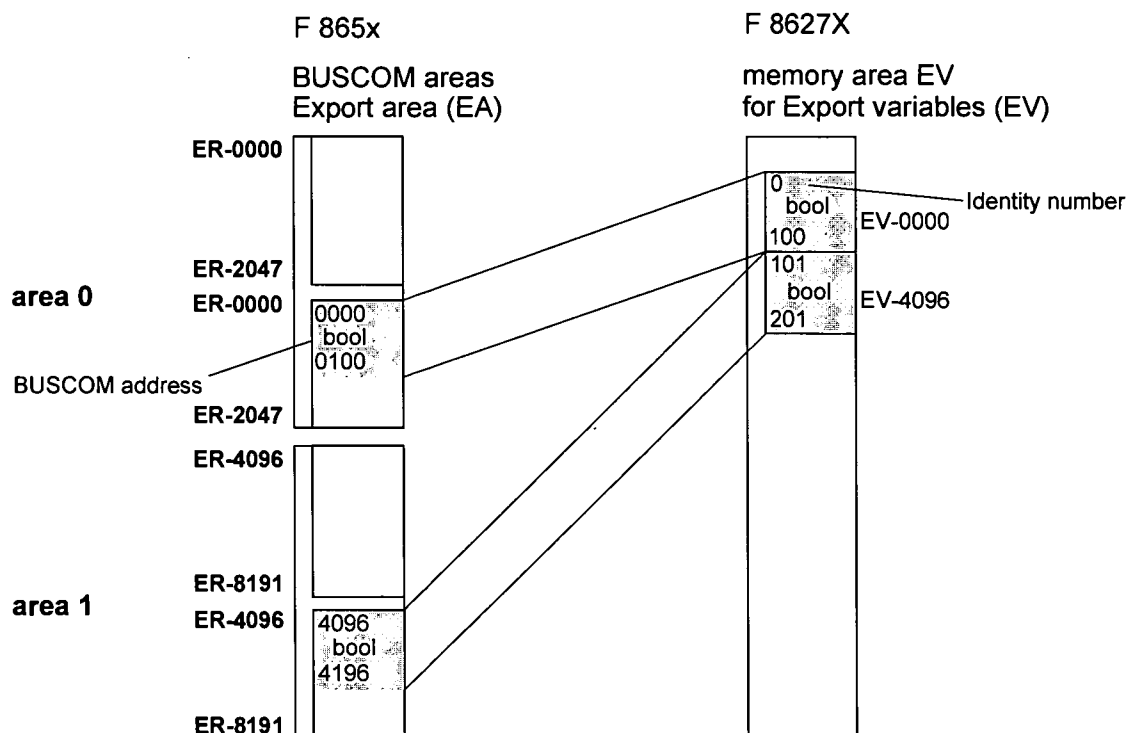 F 865x
BUSCOM areas
Export area (EA)
F 8627X
memory area EV
for Export variables (EV)
ER-0000
ER-2047
area 0
ER-0000
0000
bool
0100
BUSCOM address
ER-2047
ER-4096
ER-8191
area 1
ER-4096
4096
bool
4196
ER-8191
0
bool
100
EV-0000
Identity number
101
bool
201
EV-4096